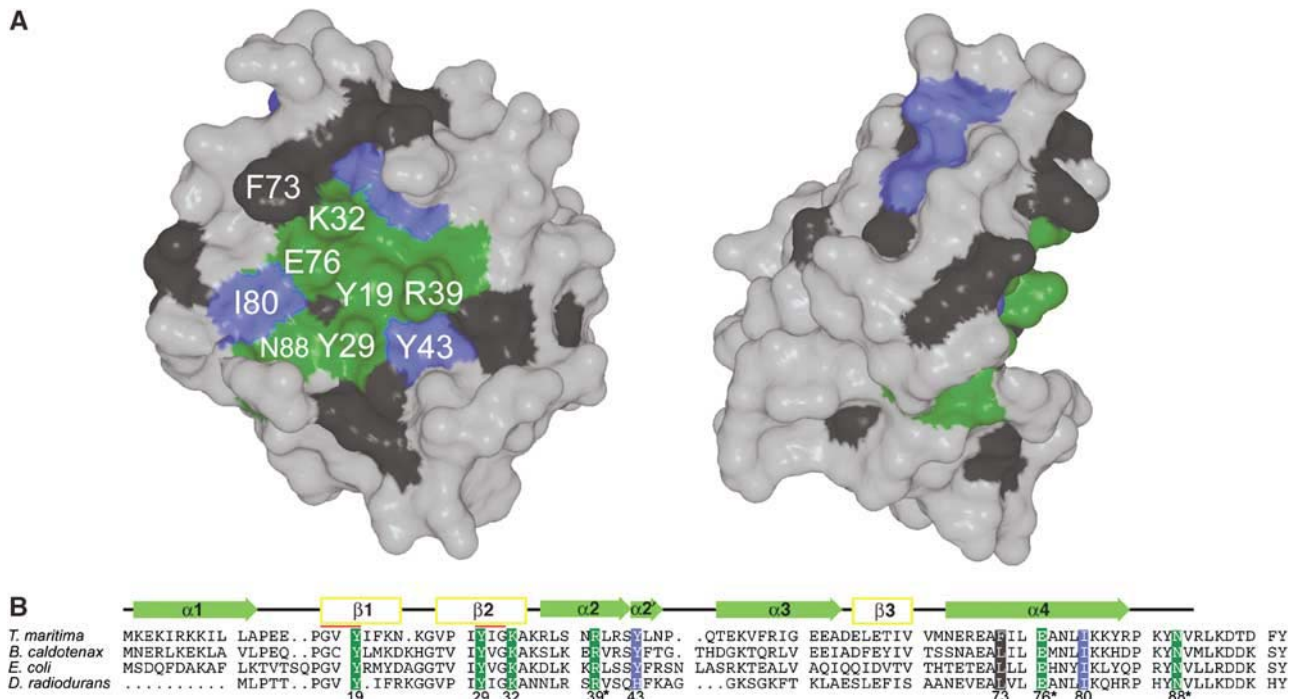 A
F73
K32
E76
Y19 R39
I80
N88 Y29 Y43
B
α1 β1 β2 α2 α2' α3 β3 α4
T. maritima MKEKIRKKIL LAPEE..PGV YIFKN.KGVP IYIGKAKRLS NRLRSYLNP. .QTEKVFRIG EEADELETIV VMNEREAFIL EANLIKKYRP KYNVRLKDTD FY
B. caldotenax MNERLKEKLA VLPEQ..PGC YLMKDKHGTV IYVGKAKSLK ERVRSYFTG. THDGKTQRLV EEIADFEYIV TSSNAEALIL EMNLIKKHDP KYNVMLKDDK SY
E. coli MSDQFDAKAF LKTVTSQPGV YRMYDAGGTV IYVGKAKDLK KRLSSYFRSN LASRKTEALV AQIQQIDVTV THTETEALLL EHNYIKLYQP RYNVLLRDDK SY
D. radiodurans ..........MLPTT..PGV Y.IFRKGGTP IYVGKANNLR SRVSQHFKAG ...GKSGKFT KLAESLEFIS AANEVEALVL EANLIKQHRP HYNVLLKDDK HY
19 29 32 39* 43 73 76* 80 88*